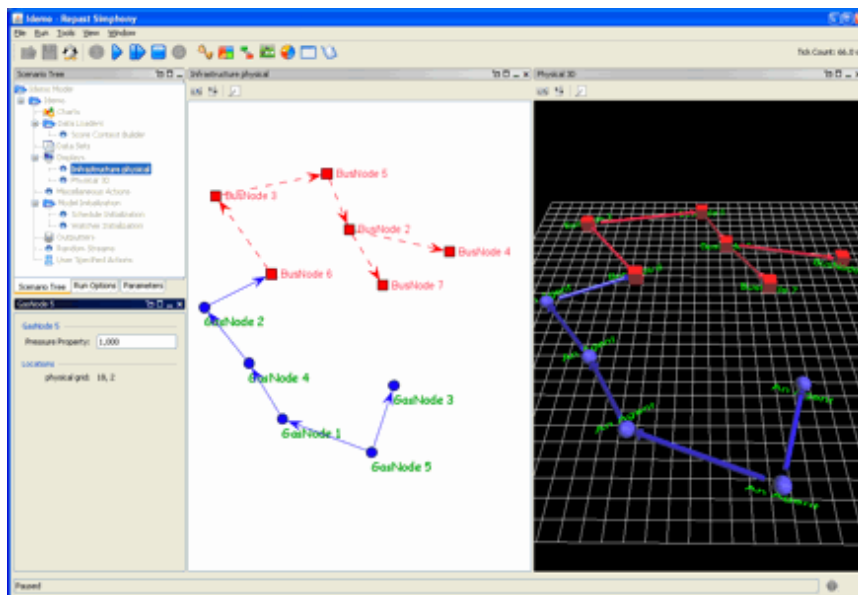 Idemo - Repast Simphony
File Run Tools View Window
Tick Count: 66.0
Scenario Tree
Idemo Model
Idemo
Charts
Data Loaders
Score Context Builder
Data Sets
Displays
Infrastructure physical
Physical 3D
Miscellaneous Actions
Model Initialization
Schedule Initialization
Watcher Initialization
Outputters
Random Streams
User Specified Actions
Scenario Tree Run Options Parameters
GasNode 5
GasNode 5
Pressure Property: 1.000
Locations
physical grid: 18, 2
Infrastructure physical
BusNode 5
BusNode 3
BusNode 2
BusNode 4
BusNode 6
BusNode 7
GasNode 2
GasNode 4
GasNode 3
GasNode 1
GasNode 5
Physical 3D
Paused